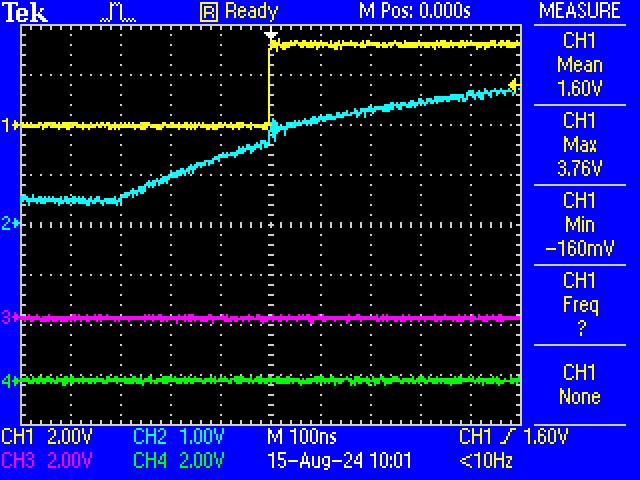 Tek R Ready M Pos: 0.000s MEASURE
CH1
Mean
1.60V
CH1
Max
3.76V
CH1
Min
-160mV
CH1
Freq
?
CH1
None
1
2
3
4
CH1 2.00V CH2 1.00V M 100ns CH1 1.60V
CH3 2.00V CH4 2.00V 15-Aug-24 10:01 <10Hz